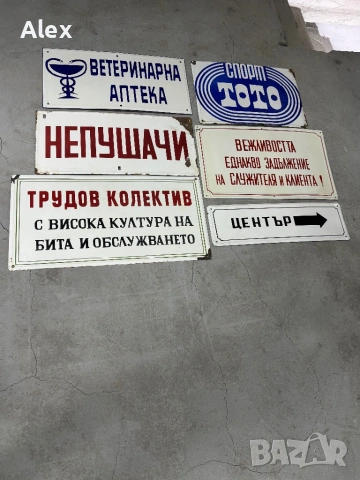 Alex
ВЕТЕРИНАРНА
АПТЕКА
СПОРТ
ТОТО
НЕПУШАЧИ
ВЕЖЛИВОСТТА
ЕДНАКВО ЗАДЪЛЖЕНИЕ
НА СЛУЖИТЕЛЯ И КЛИЕНТА!
ТРУДОВ КОЛЕКТИВ
С ВИСОКА КУЛТУРА НА
БИТА И ОБСЛУЖВАНЕТО
ЦЕНТЪР
BAZAR